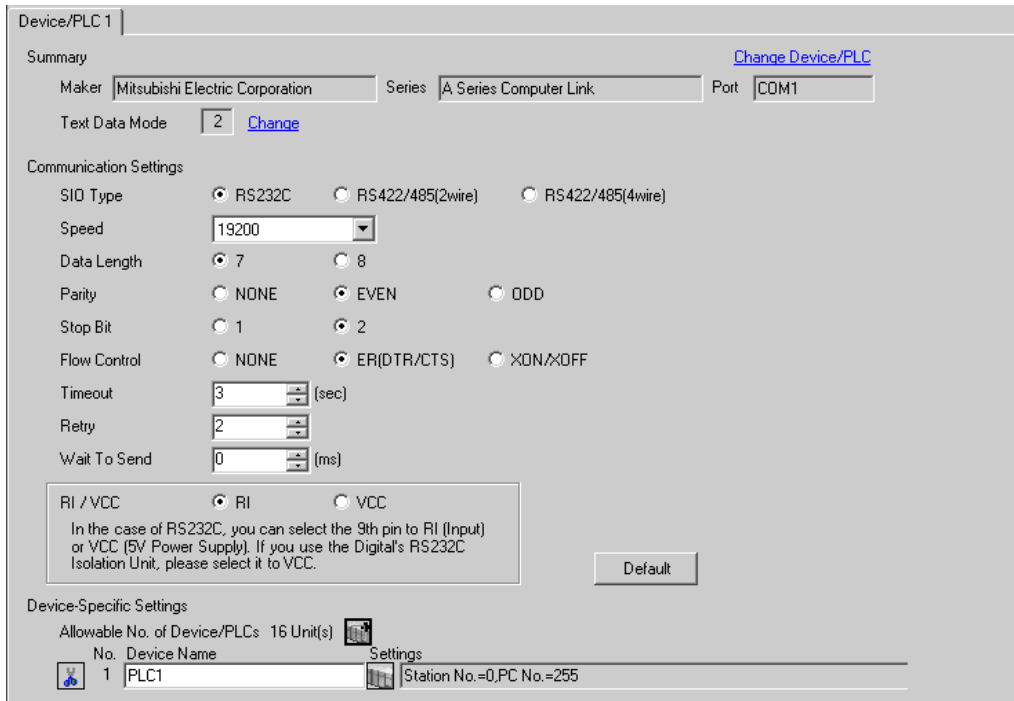 Device/PLC 1
Summary Change Device/PLC
Maker Mitsubishi Electric Corporation Series A Series Computer Link Port COM1
Text Data Mode 2 Change
Communication Settings
SIO Type RS232C RS422/485(2wire) RS422/485(4wire)
Speed 19200
Data Length 7 8
Parity NONE EVEN ODD
Stop Bit 1 2
Flow Control NONE ER(DTR/CTS) XON/XOFF
Timeout 3 (sec)
Retry 2
Wait To Send 0 (ms)
RI / VCC RI VCC
In the case of RS232C, you can select the 9th pin to RI (Input)
or VCC (5V Power Supply). If you use the Digital's RS232C
Isolation Unit, please select it to VCC.
Default
Device-Specific Settings
Allowable No. of Device/PLCs 16 Unit(s)
No. Device Name Settings
1 PLC1 Station No.=0,PC No.=255